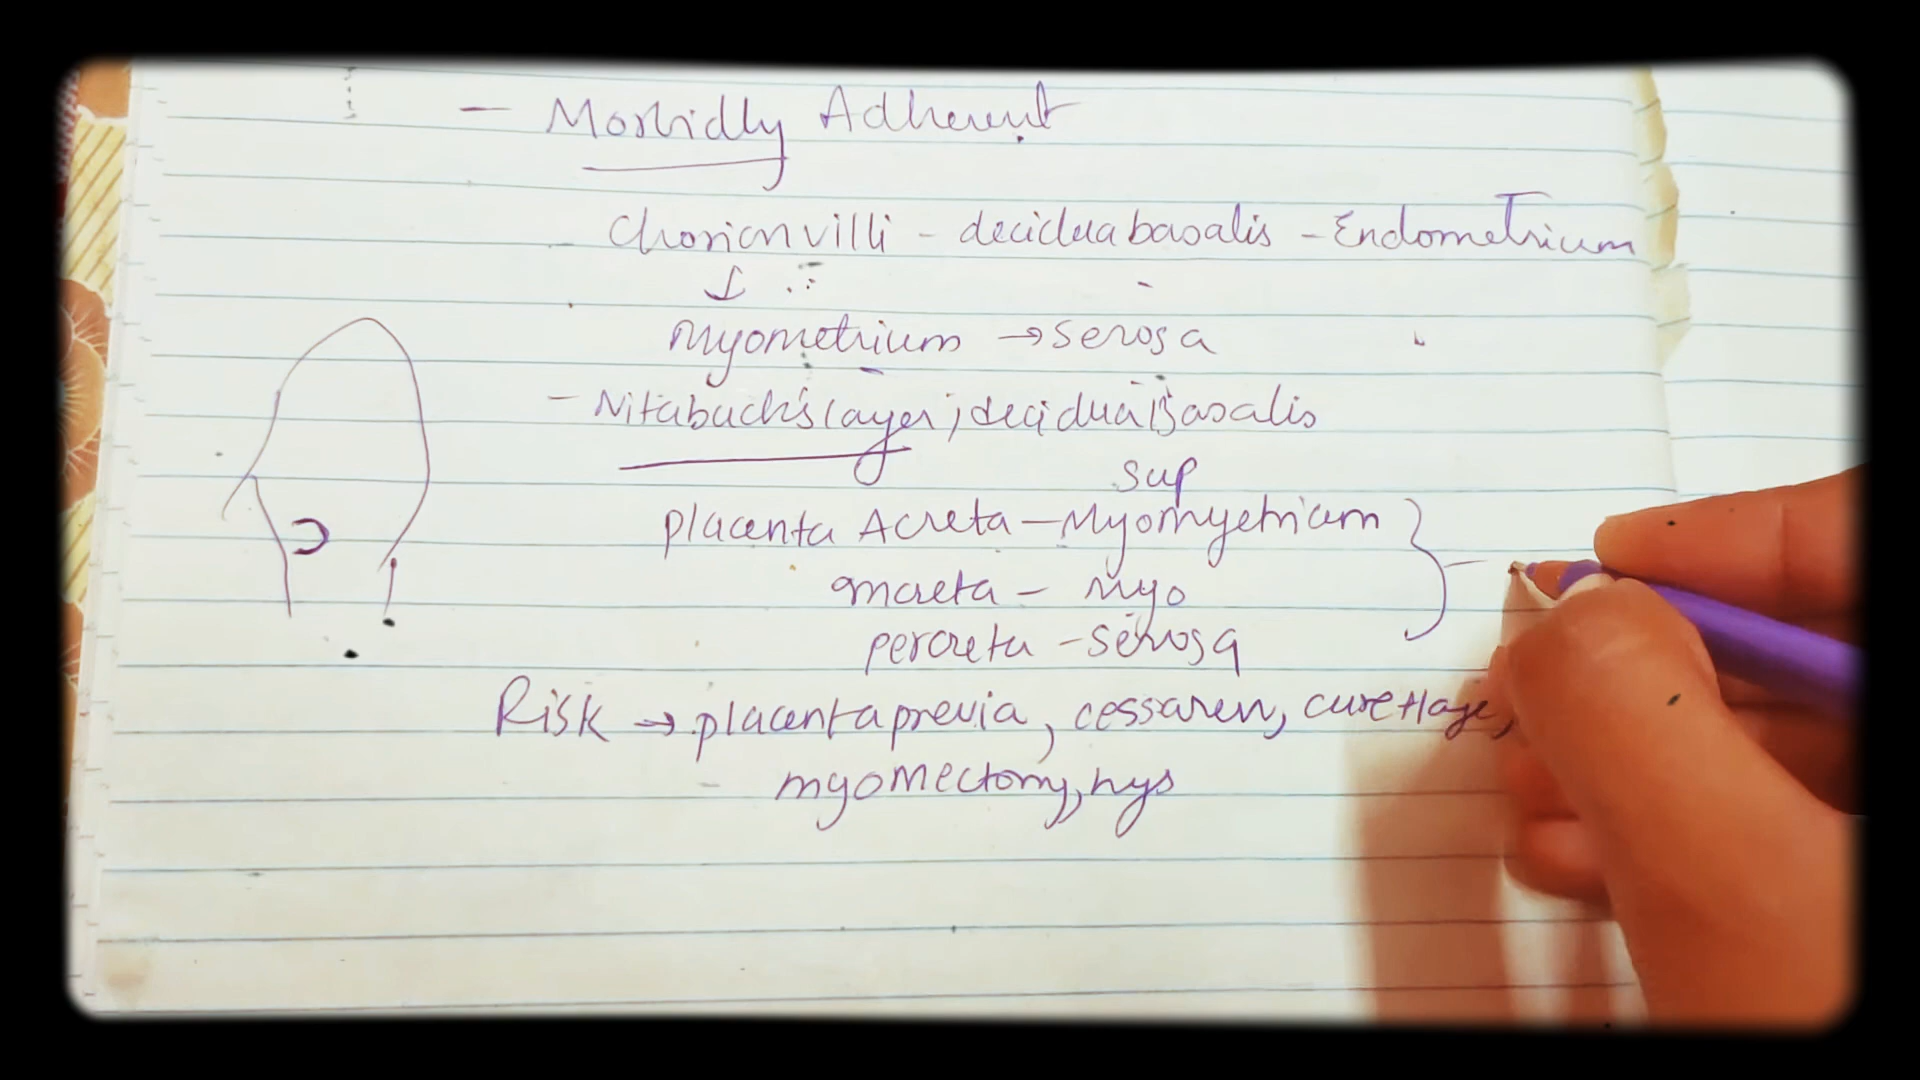 - Morbidly Adherent
Chorion villi - decidua basalis - Endometrium
↓
myometrium → serosa
- Nitabuch's layer ; decidua Basalis
sup
placenta Acreta - Myomyetrium
increta - myo
percreta - serosa
Risk → placenta previa, cessaren, curettage,
myomectomy, hys